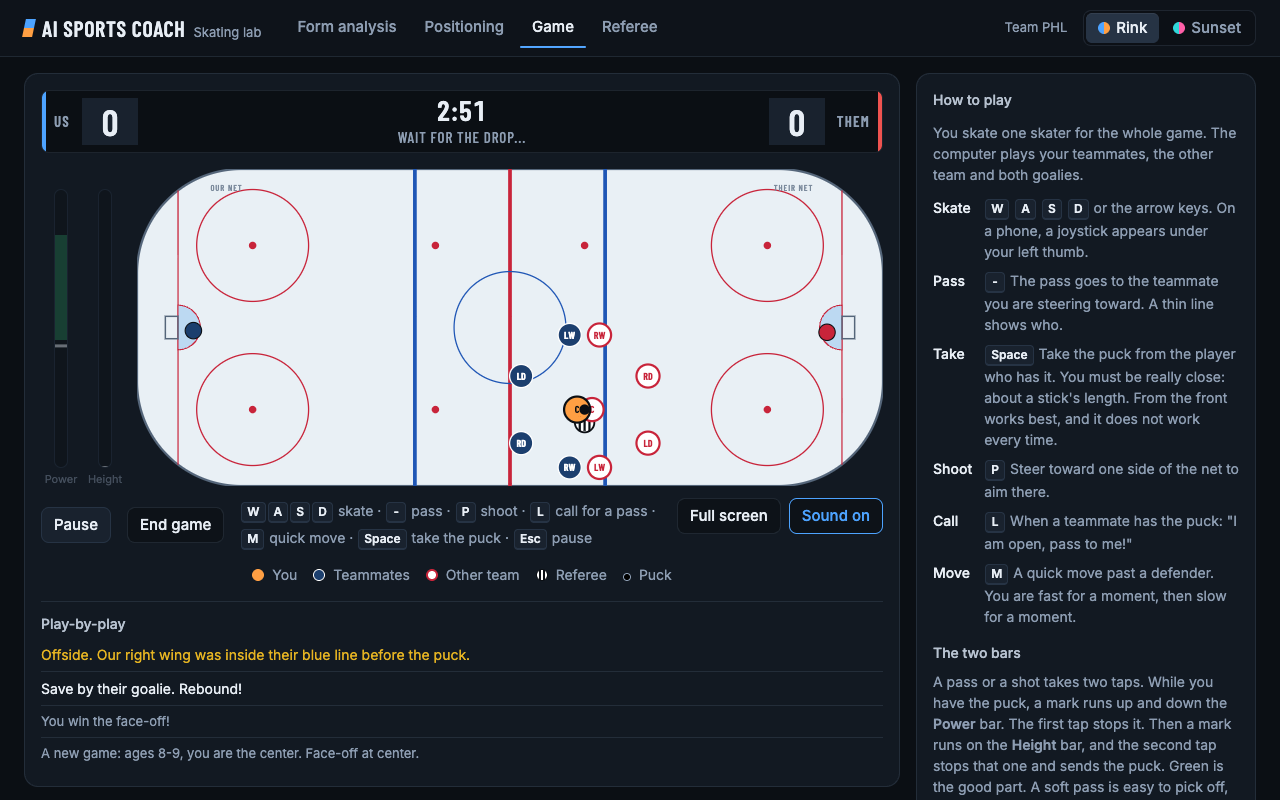 AI SPORTS COACH Skating lab Form analysis Positioning Game Referee Team PHL Rink Sunset
US 0 2:51 0 THEM
WAIT FOR THE DROP...
OUR NET THEIR NET
LW RW
LD RD
C
RD LD
RW LW
Power Height
Pause End game
W A S D skate · - pass · P shoot · L call for a pass ·
M quick move · Space take the puck · Esc pause
Full screen Sound on
You Teammates Other team Referee Puck
Play-by-play
Offside. Our right wing was inside their blue line before the puck.
Save by their goalie. Rebound!
You win the face-off!
A new game: ages 8-9, you are the center. Face-off at center.
How to play
You skate one skater for the whole game. The
computer plays your teammates, the other
team and both goalies.
Skate W A S D or the arrow keys. On
a phone, a joystick appears under
your left thumb.
Pass - The pass goes to the teammate
you are steering toward. A thin line
shows who.
Take Space Take the puck from the player
who has it. You must be really close:
about a stick's length. From the front
works best, and it does not work
every time.
Shoot P Steer toward one side of the net to
aim there.
Call L When a teammate has the puck: "I
am open, pass to me!"
Move M A quick move past a defender.
You are fast for a moment, then slow
for a moment.
The two bars
A pass or a shot takes two taps. While you
have the puck, a mark runs up and down the
Power bar. The first tap stops it. Then a mark
runs on the Height bar, and the second tap
stops that one and sends the puck. Green is
the good part. A soft pass is easy to pick off,